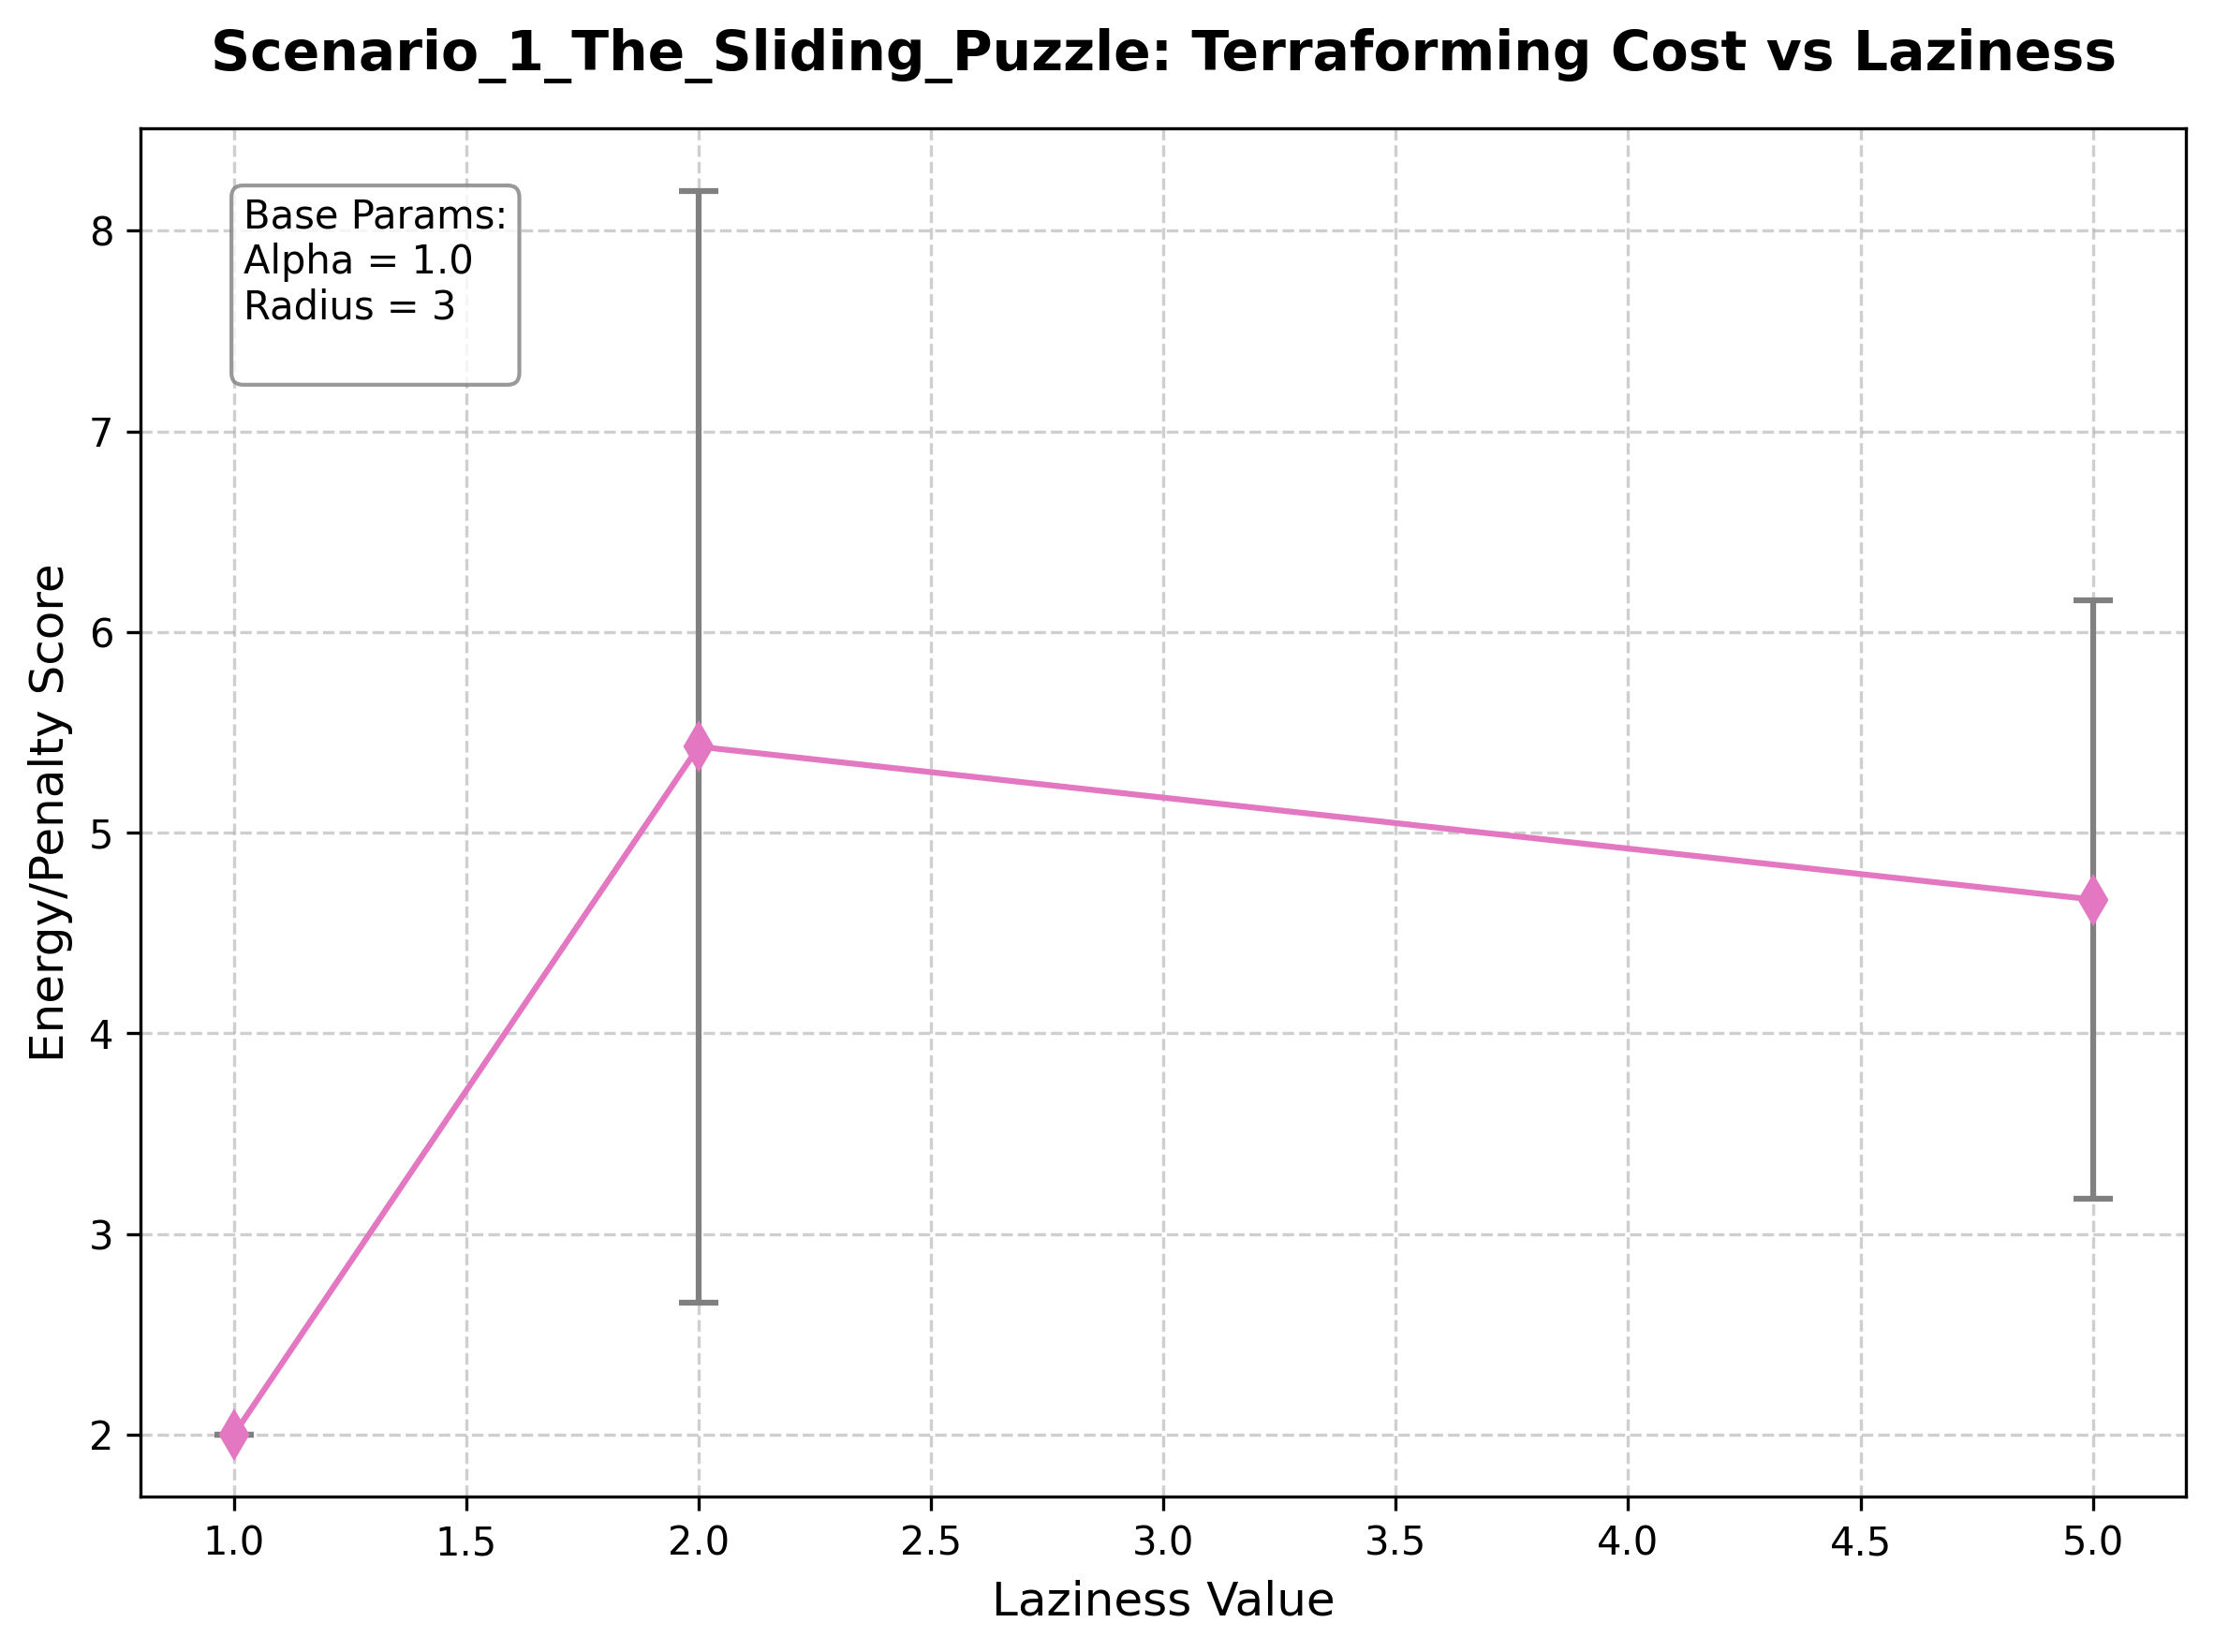 Scenario_1_The_Sliding_Puzzle: Terraforming Cost vs Laziness
Base Params:
Alpha = 1.0
Radius = 3
Energy/Penalty Score
8
7
6
5
4
3
2
1.0 1.5 2.0 2.5 3.0 3.5 4.0 4.5 5.0
Laziness Value